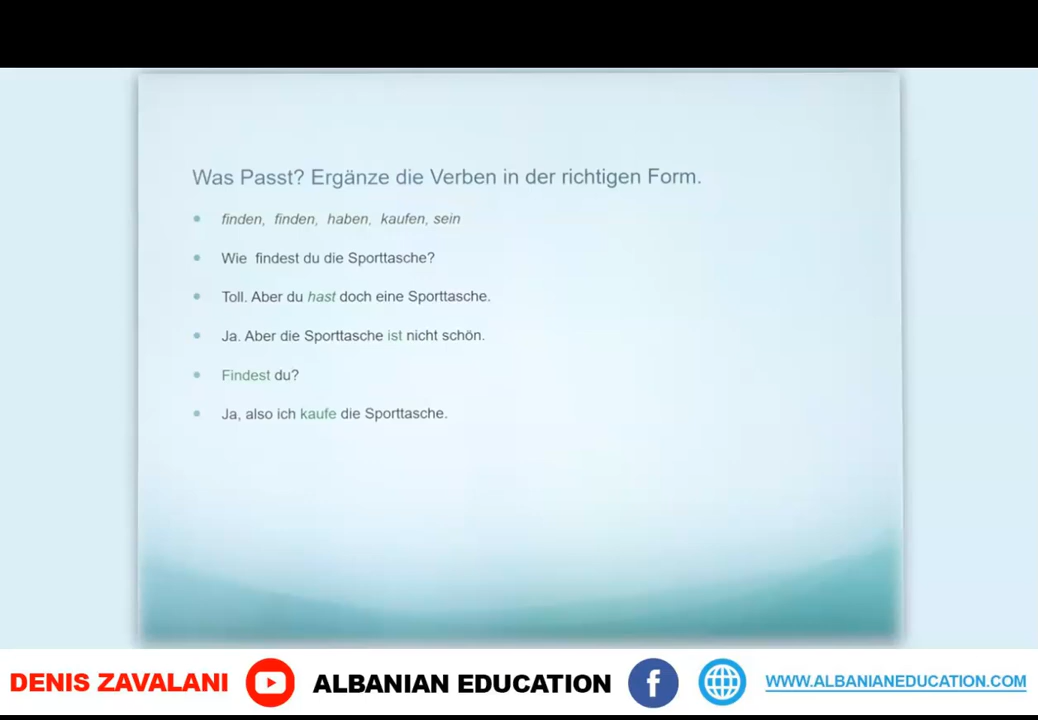 Was Passt? Ergänze die Verben in der richtigen Form.
finden, finden, haben, kaufen, sein
Wie findest du die Sporttasche?
Toll. Aber du hast doch eine Sporttasche.
Ja. Aber die Sporttasche ist nicht schön.
Findest du?
Ja, also ich kaufe die Sporttasche.
DENIS ZAVALANI ALBANIAN EDUCATION WWW.ALBANIANEDUCATION.COM